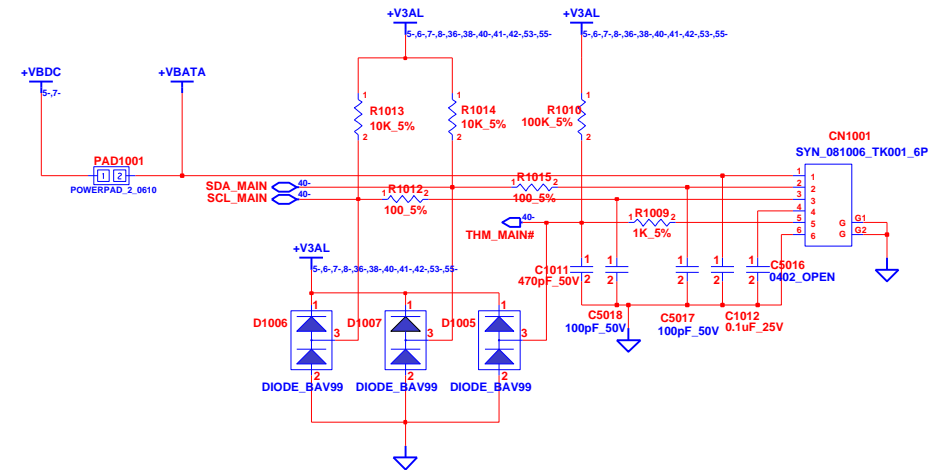 +V3AL
5-,6-,7-,8-,36-,38-,40-,41-,42-,53-,55-
+V3AL
5-,6-,7-,8-,36-,38-,40-,41-,42-,53-,55-
+VBDC
5-,7-
+VBATA
1
R1013
10K_5%
2
1
R1014
10K_5%
2
1
R1010
100K_5%
2
CN1001
SYN_081006_TK001_6P
PAD1001
1 2
POWERPAD_2_0610
SDA_MAIN
40-
SCL_MAIN
40-
1 R1012 2
100_5%
1 R1015 2
100_5%
THM_MAIN#
40-
1 R1009 2
1K_5%
1 1
2 2
3 3
4 4
5 5
6 6
G G1
G G2
+V3AL
5-,6-,7-,8-,36-,38-,40-,41-,42-,53-,55-
C1011
470pF_50V
1
2
1
2
C5018
100pF_50V
1
2
C5017
100pF_50V
1
2
C1012
0.1uF_25V
1
2
C5016
0402_OPEN
D1006
1
3
2
DIODE_BAV99
D1007
1
3
2
DIODE_BAV99
D1005
1
3
2
DIODE_BAV99